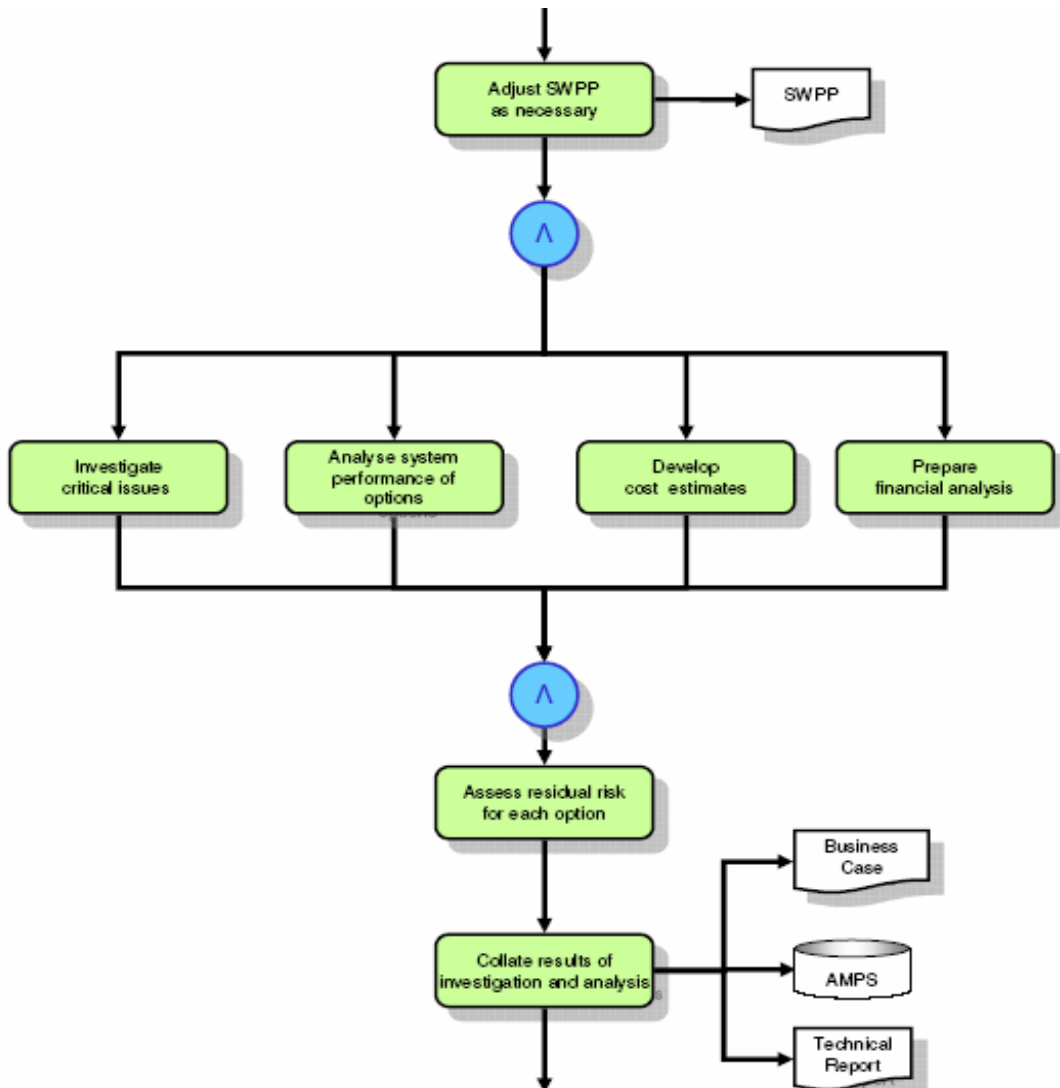 Adjust SWPP
as necessary
SWPP
Λ
Investigate
critical issues
Analyse system
performance of
options
Develop
cost estimates
Prepare
financial analysis
Λ
Assess residual risk
for each option
Business
Case
Collate results of
investigation and analysis
AMPS
Technical
Report